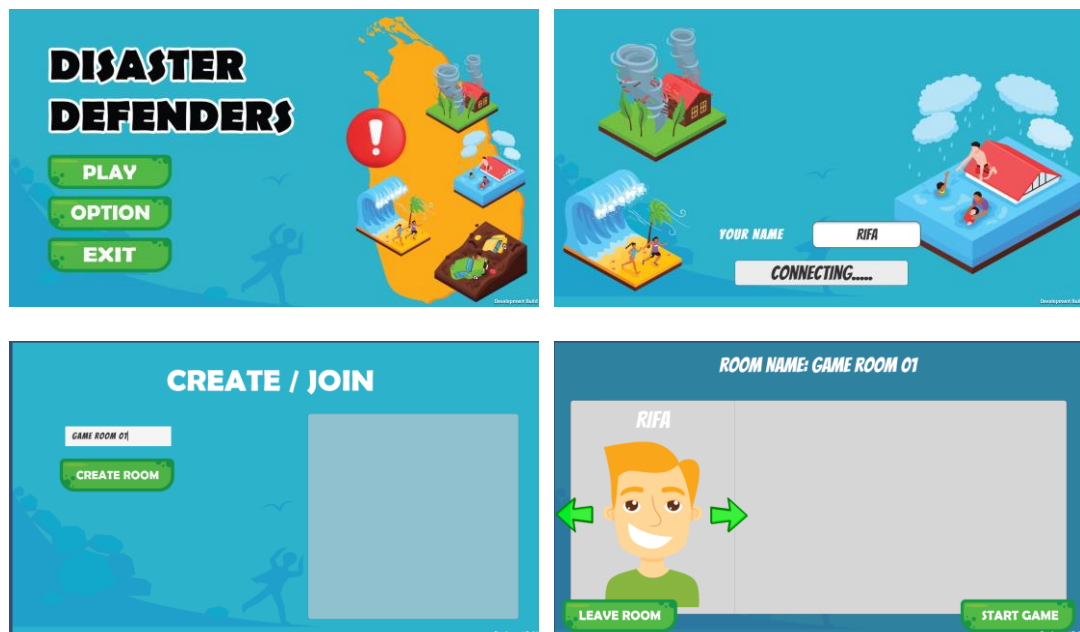 DISASTER
DEFENDERS
PLAY
OPTION
EXIT
Development Build
YOUR NAME RIFA
CONNECTING.....
Development Buil
CREATE / JOIN
GAME ROOM 01
CREATE ROOM
ROOM NAME: GAME ROOM 01
RIFA
LEAVE ROOM
START GAME